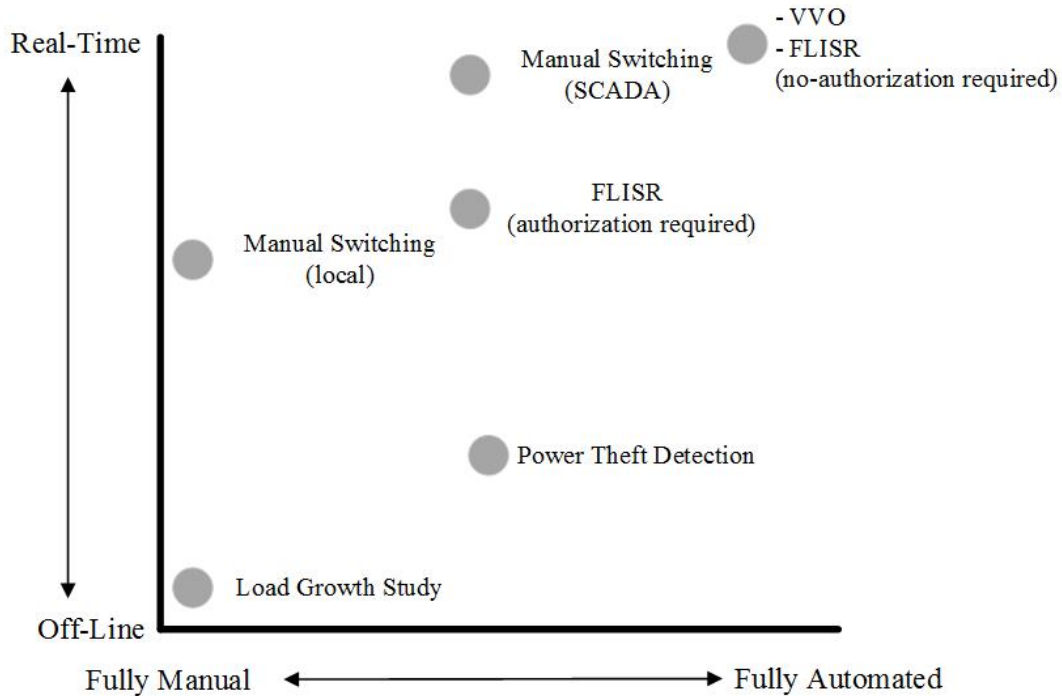 - VVO
Real-Time
- FLISR
Manual Switching
(SCADA)
(no-authorization required)
FLISR
(authorization required)
Manual Switching
(local)
Power Theft Detection
Load Growth Study
Off-Line
Fully Manual
Fully Automated